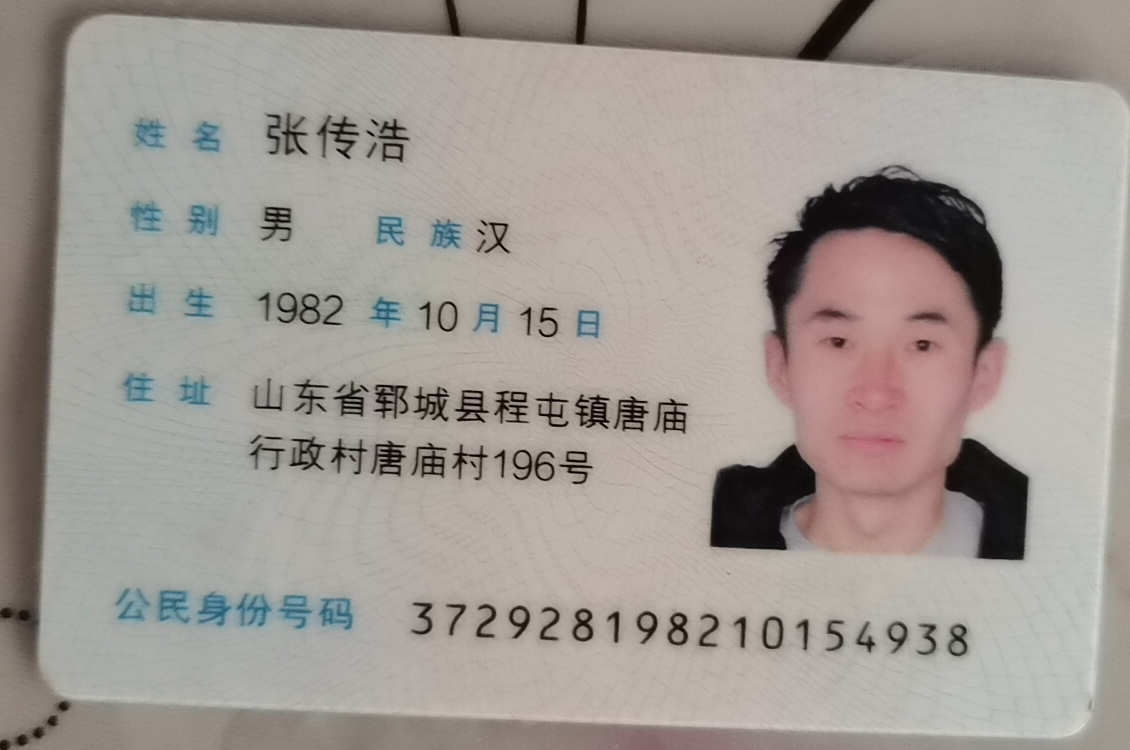 姓名 张传浩
性别 男 民族 汉
出生 1982 年 10 月 15 日
住址 山东省郓城县程屯镇唐庙
行政村唐庙村196号
公民身份号码 372928198210154938